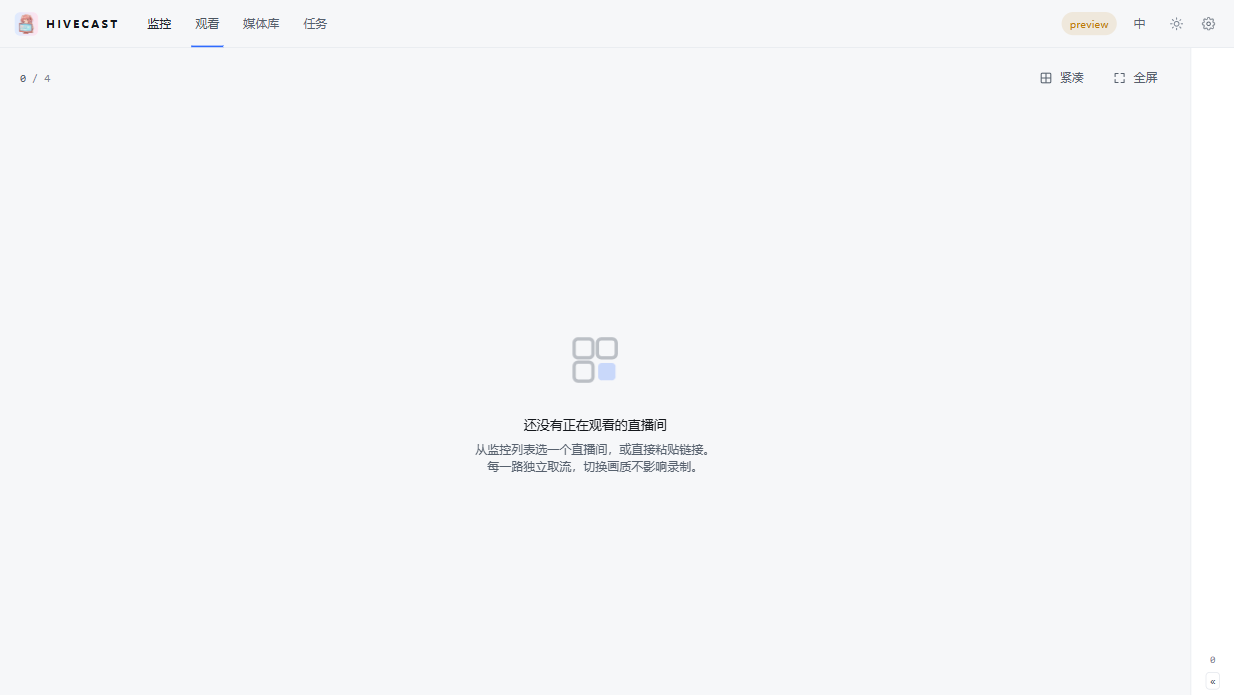 HIVECAST 监控 观看 媒体库 任务 preview 中
0 / 4 紧凑 全屏
还没有正在观看的直播间
从监控列表选一个直播间，或直接粘贴链接。
每一路独立取流，切换画质不影响录制。
0
«